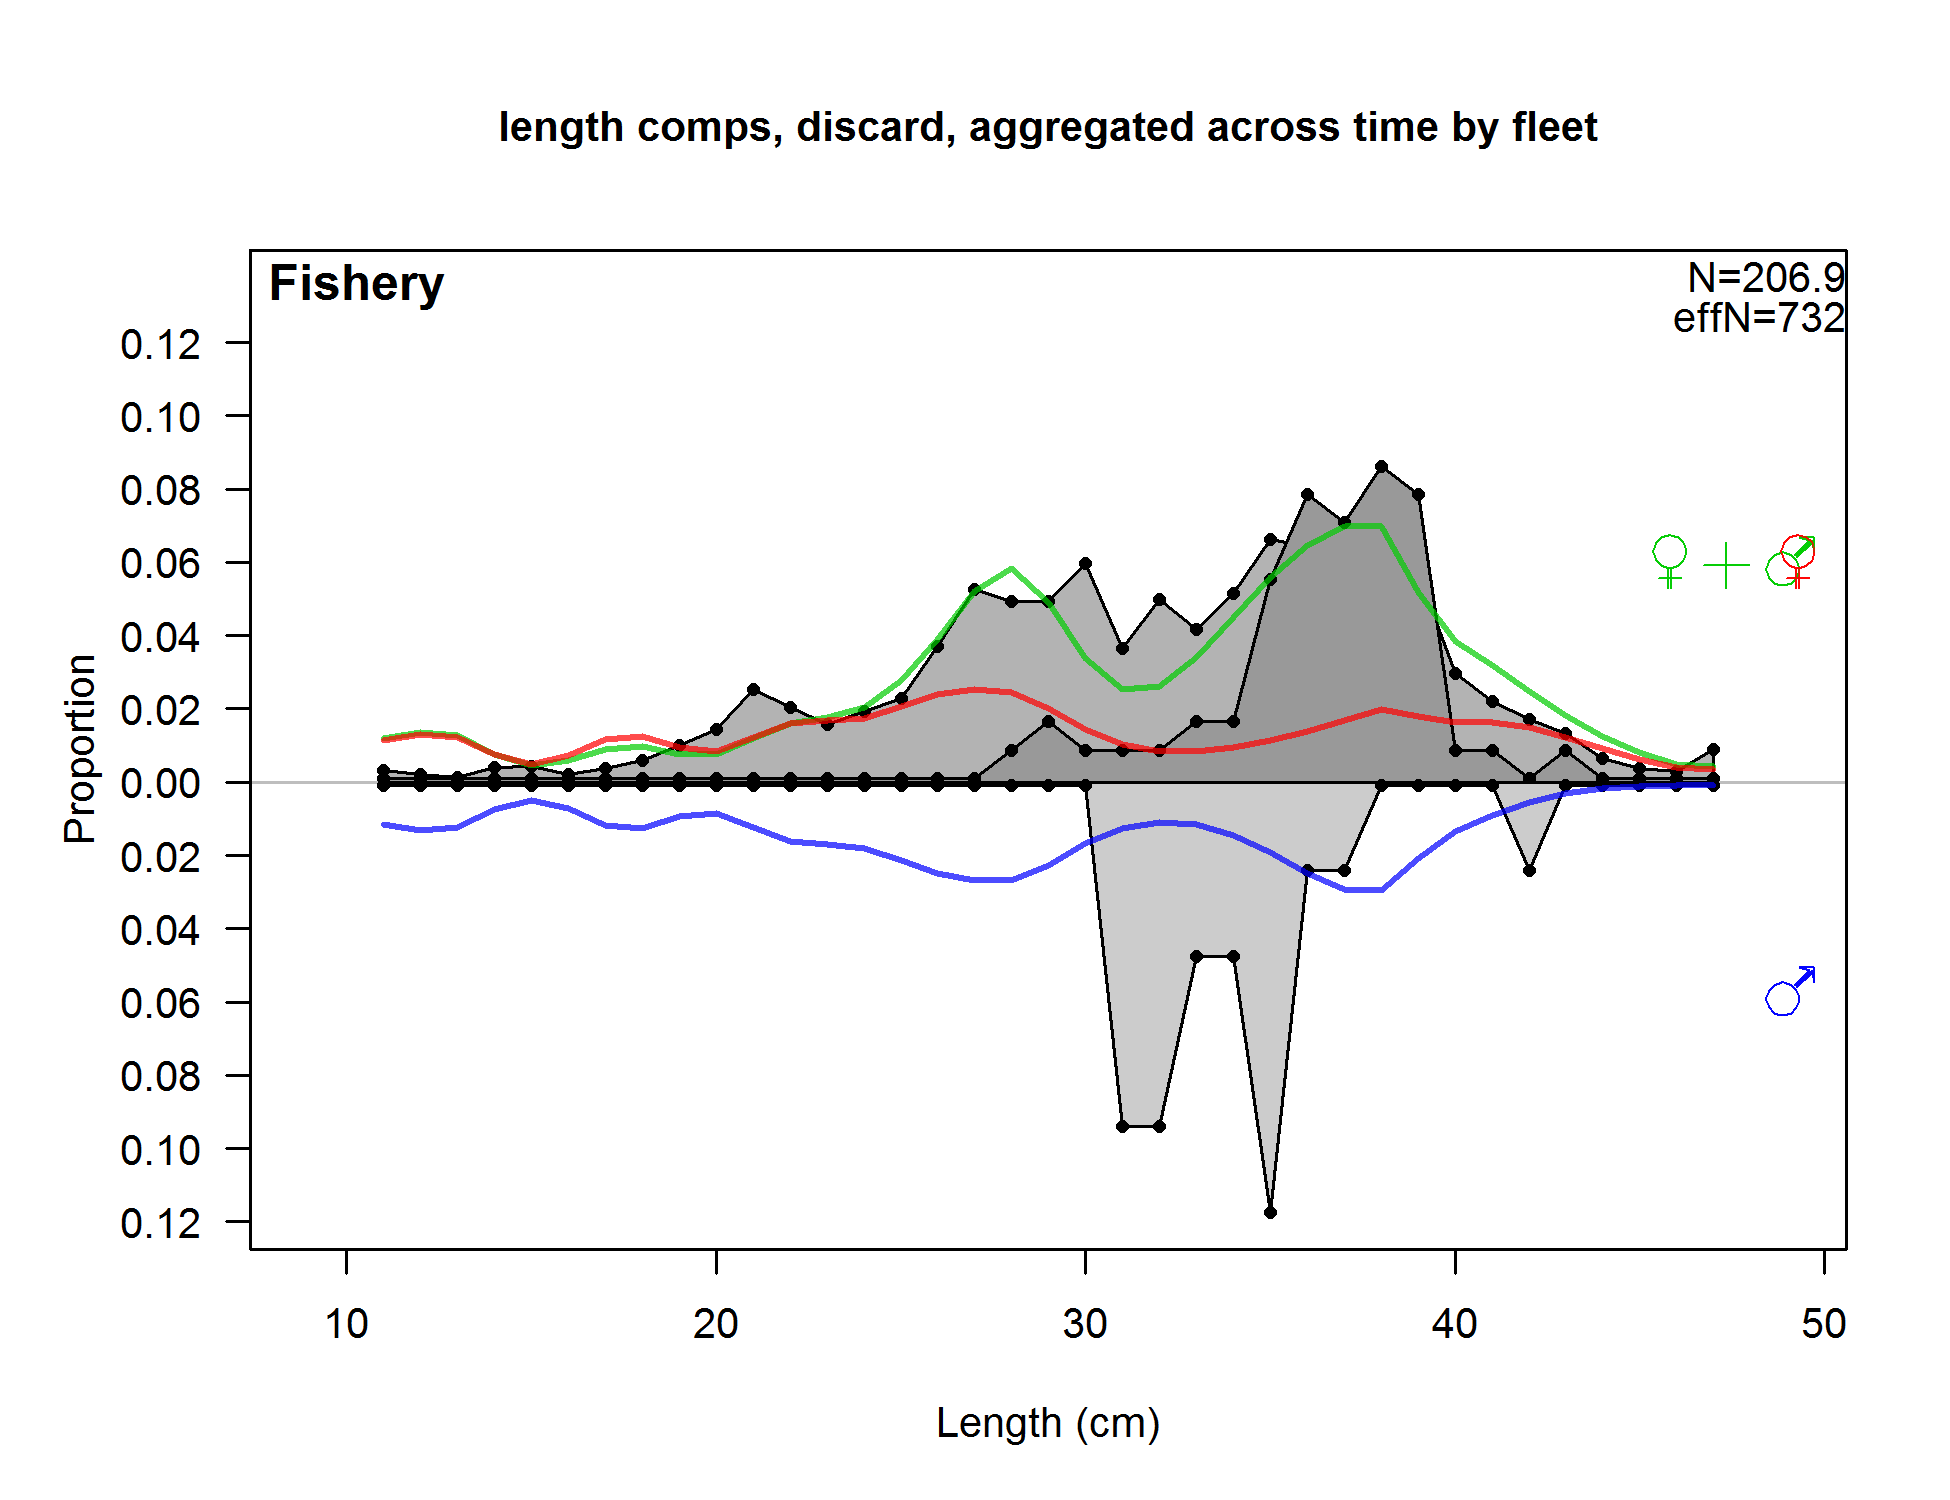 length comps, discard, aggregated across time by fleet
Fishery
N=206.9
effN=732
0.12
0.10
0.08
0.06
0.04
0.02
0.00
0.02
0.04
0.06
0.08
0.10
0.12
Proportion
♀ + ♂
♀
♂
10 20 30 40 50
Length (cm)